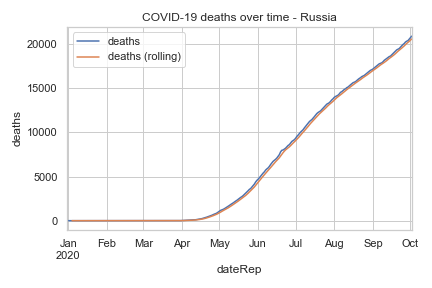 COVID-19 deaths over time - Russia
deaths
deaths (rolling)
20000
15000
10000
5000
0
deaths
Jan Feb Mar Apr May Jun Jul Aug Sep Oct
2020
dateRep